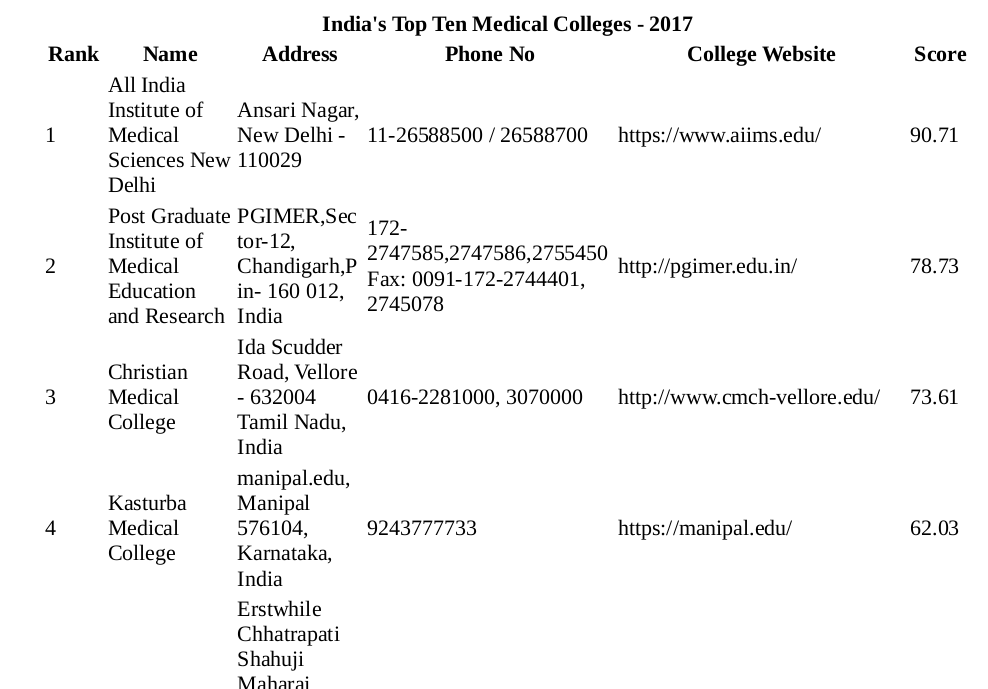 India's Top Ten Medical Colleges - 2017
Rank Name Address Phone No College Website Score
1
All India
Institute of
Medical
Sciences New
Delhi
Ansari Nagar,
New Delhi -
110029
11-26588500 / 26588700
https://www.aiims.edu/
90.71
2
Post Graduate
Institute of
Medical
Education
and Research
PGIMER,Sec
tor-12,
Chandigarh,P
in- 160 012,
India
172-
2747585,2747586,2755450
Fax: 0091-172-2744401,
2745078
http://pgimer.edu.in/
78.73
3
Christian
Medical
College
Ida Scudder
Road, Vellore
- 632004
Tamil Nadu,
India
0416-2281000, 3070000
http://www.cmch-vellore.edu/
73.61
4
Kasturba
Medical
College
manipal.edu,
Manipal
576104,
Karnataka,
India
9243777733
https://manipal.edu/
62.03
Erstwhile
Chhatrapati
Shahuji
Maharaj